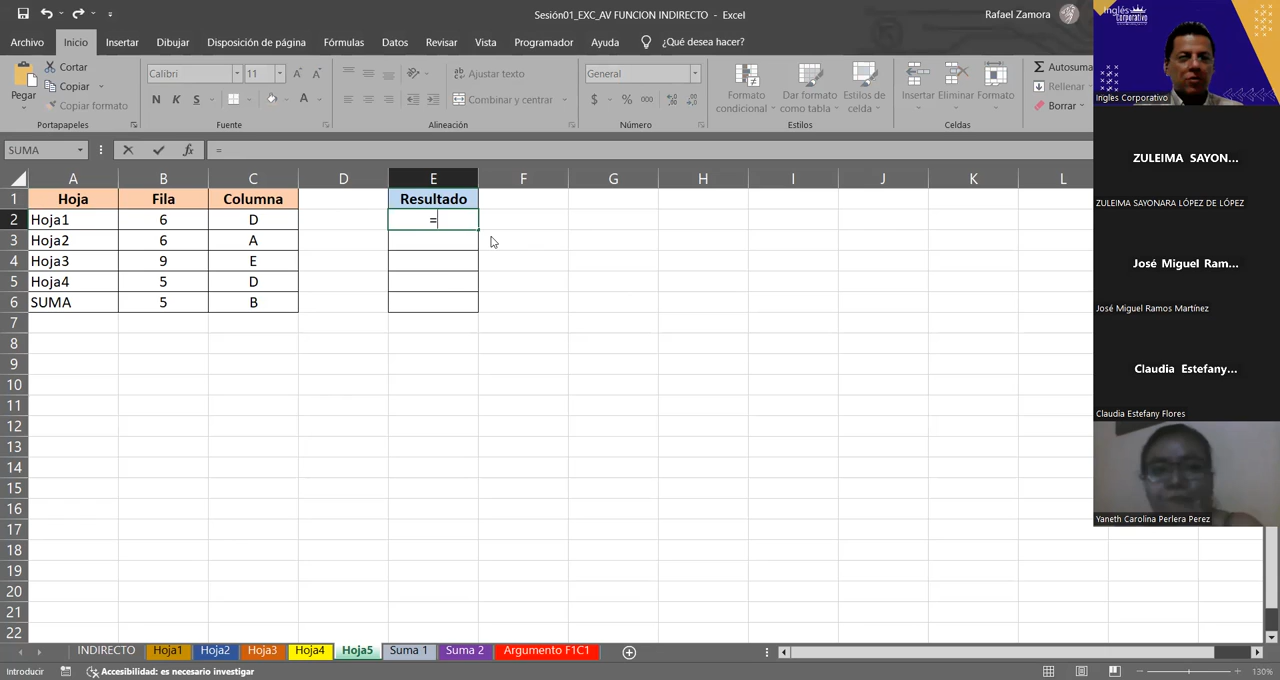 Sesión01_EXC_AV FUNCION INDIRECTO - Excel
Rafael Zamora
Archivo Inicio Insertar Dibujar Disposición de página Fórmulas Datos Revisar Vista Programador Ayuda ¿Qué desea hacer?
Pegar
Cortar
Copiar
Copiar formato
Portapapeles
Calibri 11
N K S
Fuente
Ajustar texto
Combinar y centrar
Alineación
General
$ % 000
Número
Formato condicional
Dar formato como tabla
Estilos de celda
Estilos
Insertar Eliminar Formato
Celdas
Autosuma
Rellenar
Borrar
SUMA
fx
=
A B C D E F G H I J K L
1 Hoja Fila Columna Resultado
2 Hoja1 6 D =
3 Hoja2 6 A
4 Hoja3 9 E
5 Hoja4 5 D
6 SUMA 5 B
7
8
9
10
11
12
13
14
15
16
17
18
19
20
21
22
INDIRECTO Hoja1 Hoja2 Hoja3 Hoja4 Hoja5 Suma 1 Suma 2 Argumento F1C1
Introducir
Accesibilidad: es necesario investigar
130%
Inglés Corporativo
Ingles Corporativo
ZULEIMA SAYON...
ZULEIMA SAYONARA LÓPEZ DE LÓPEZ
José Miguel Ram...
José Miguel Ramos Martínez
Claudia Estefany...
Claudia Estefany Flores
Yaneth Carolina Perlera Perez